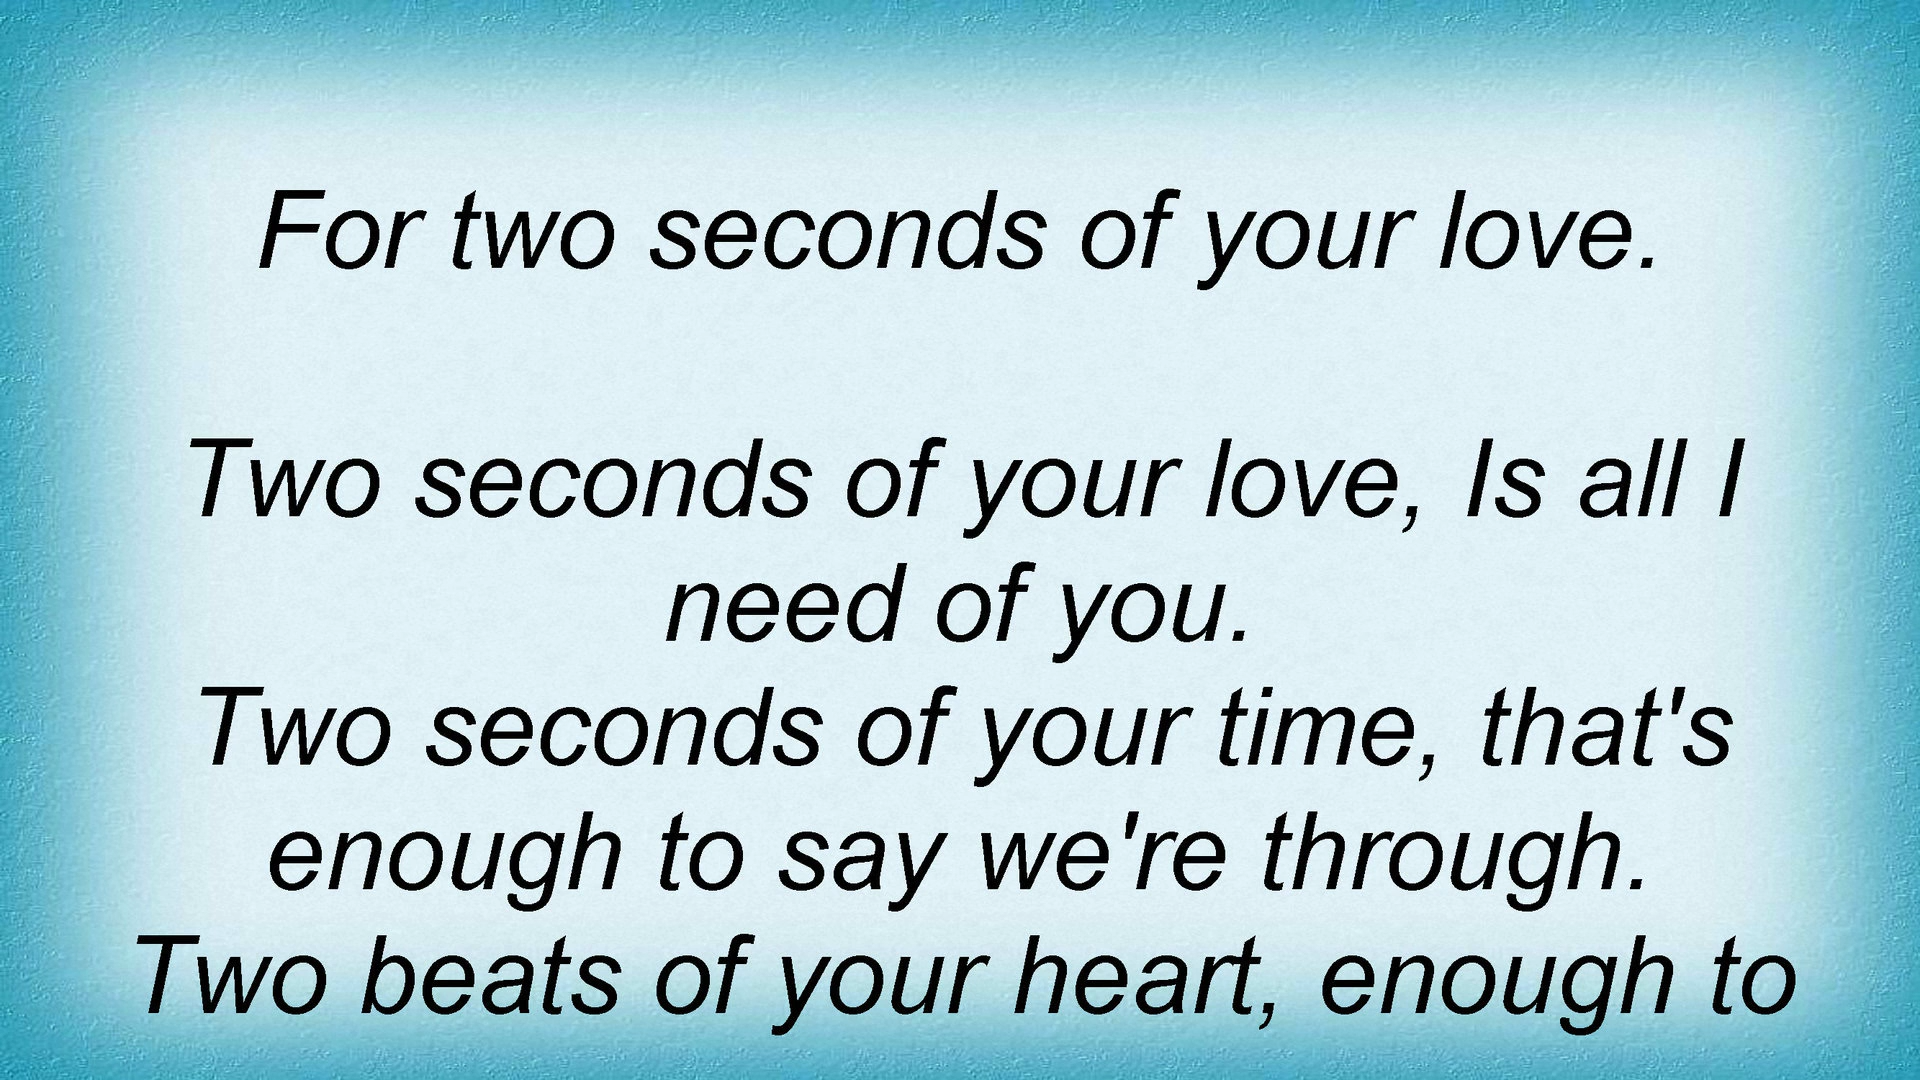 For two seconds of your love.
Two seconds of your love, Is all I
need of you.
Two seconds of your time, that's
enough to say we're through.
Two beats of your heart, enough to